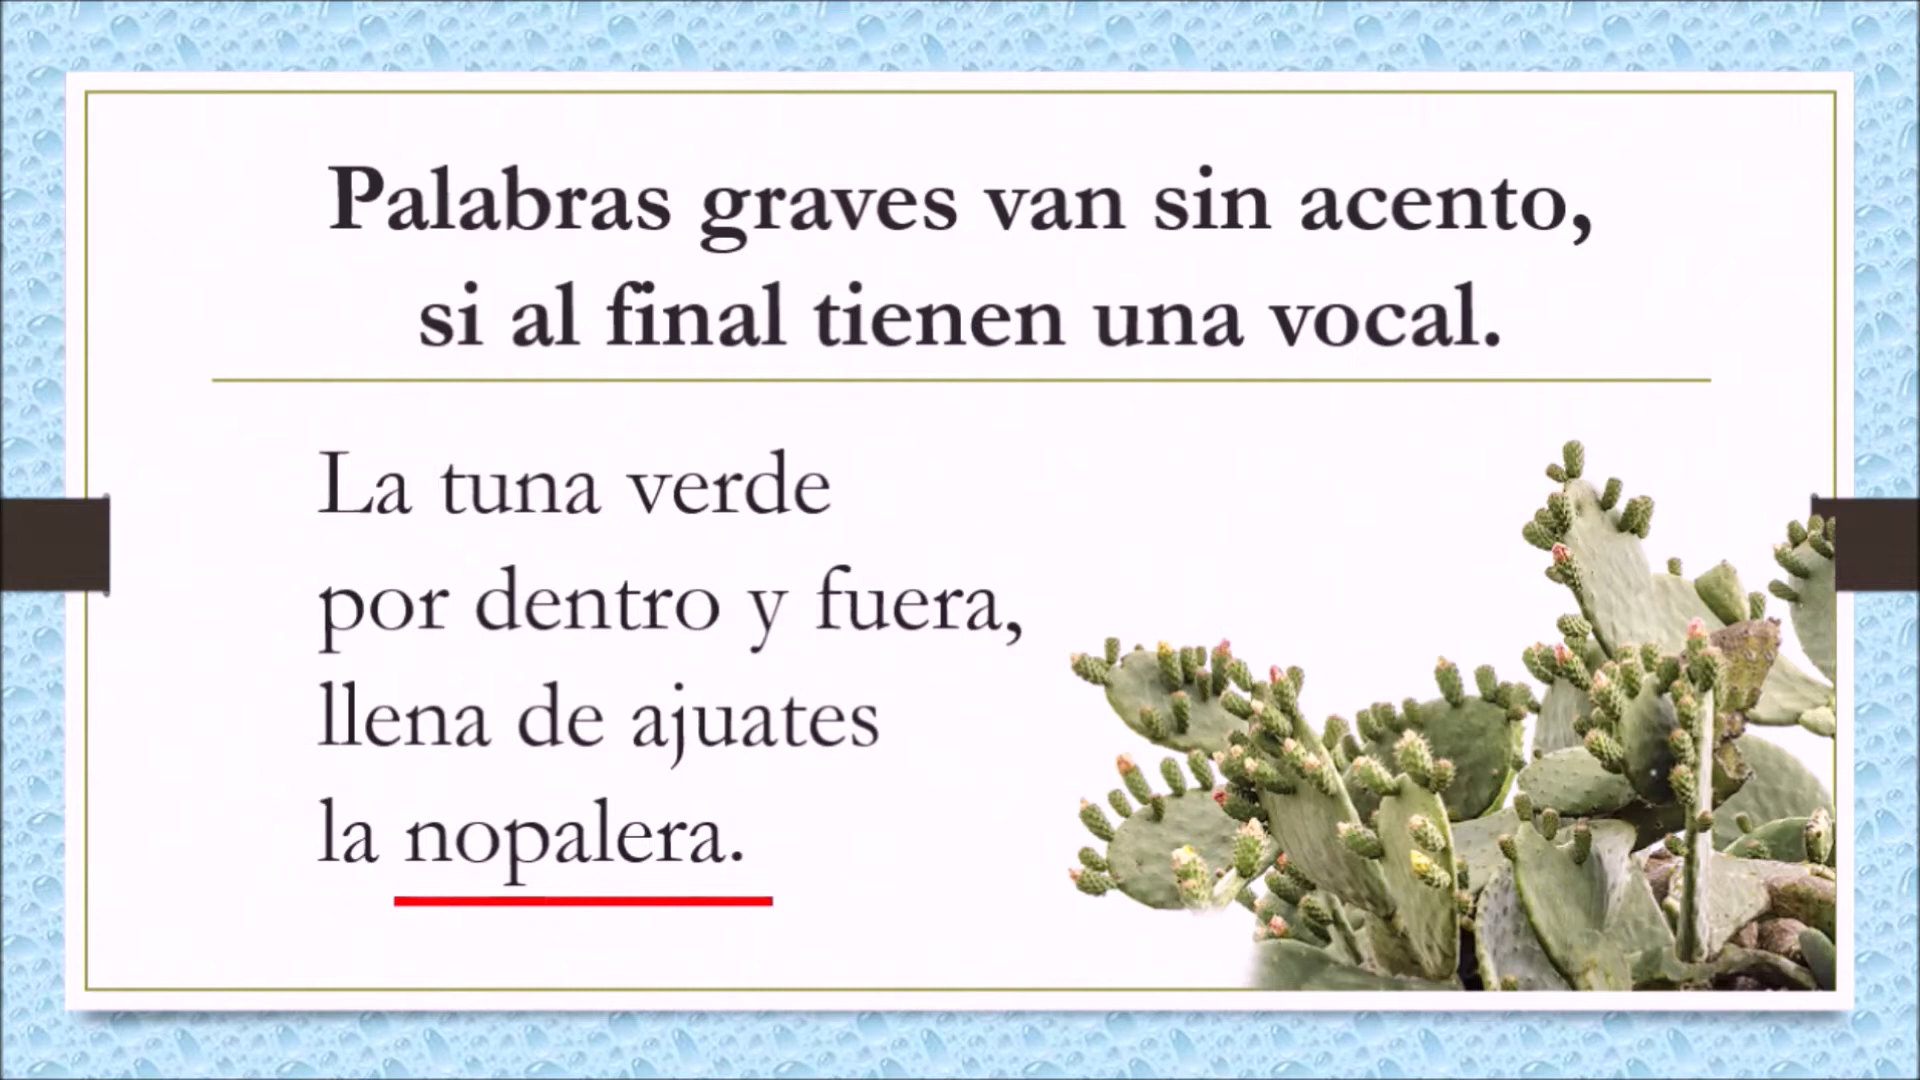 Palabras graves van sin acento,
si al final tienen una vocal.
La tuna verde
por dentro y fuera,
llena de ajuates
la nopalera.